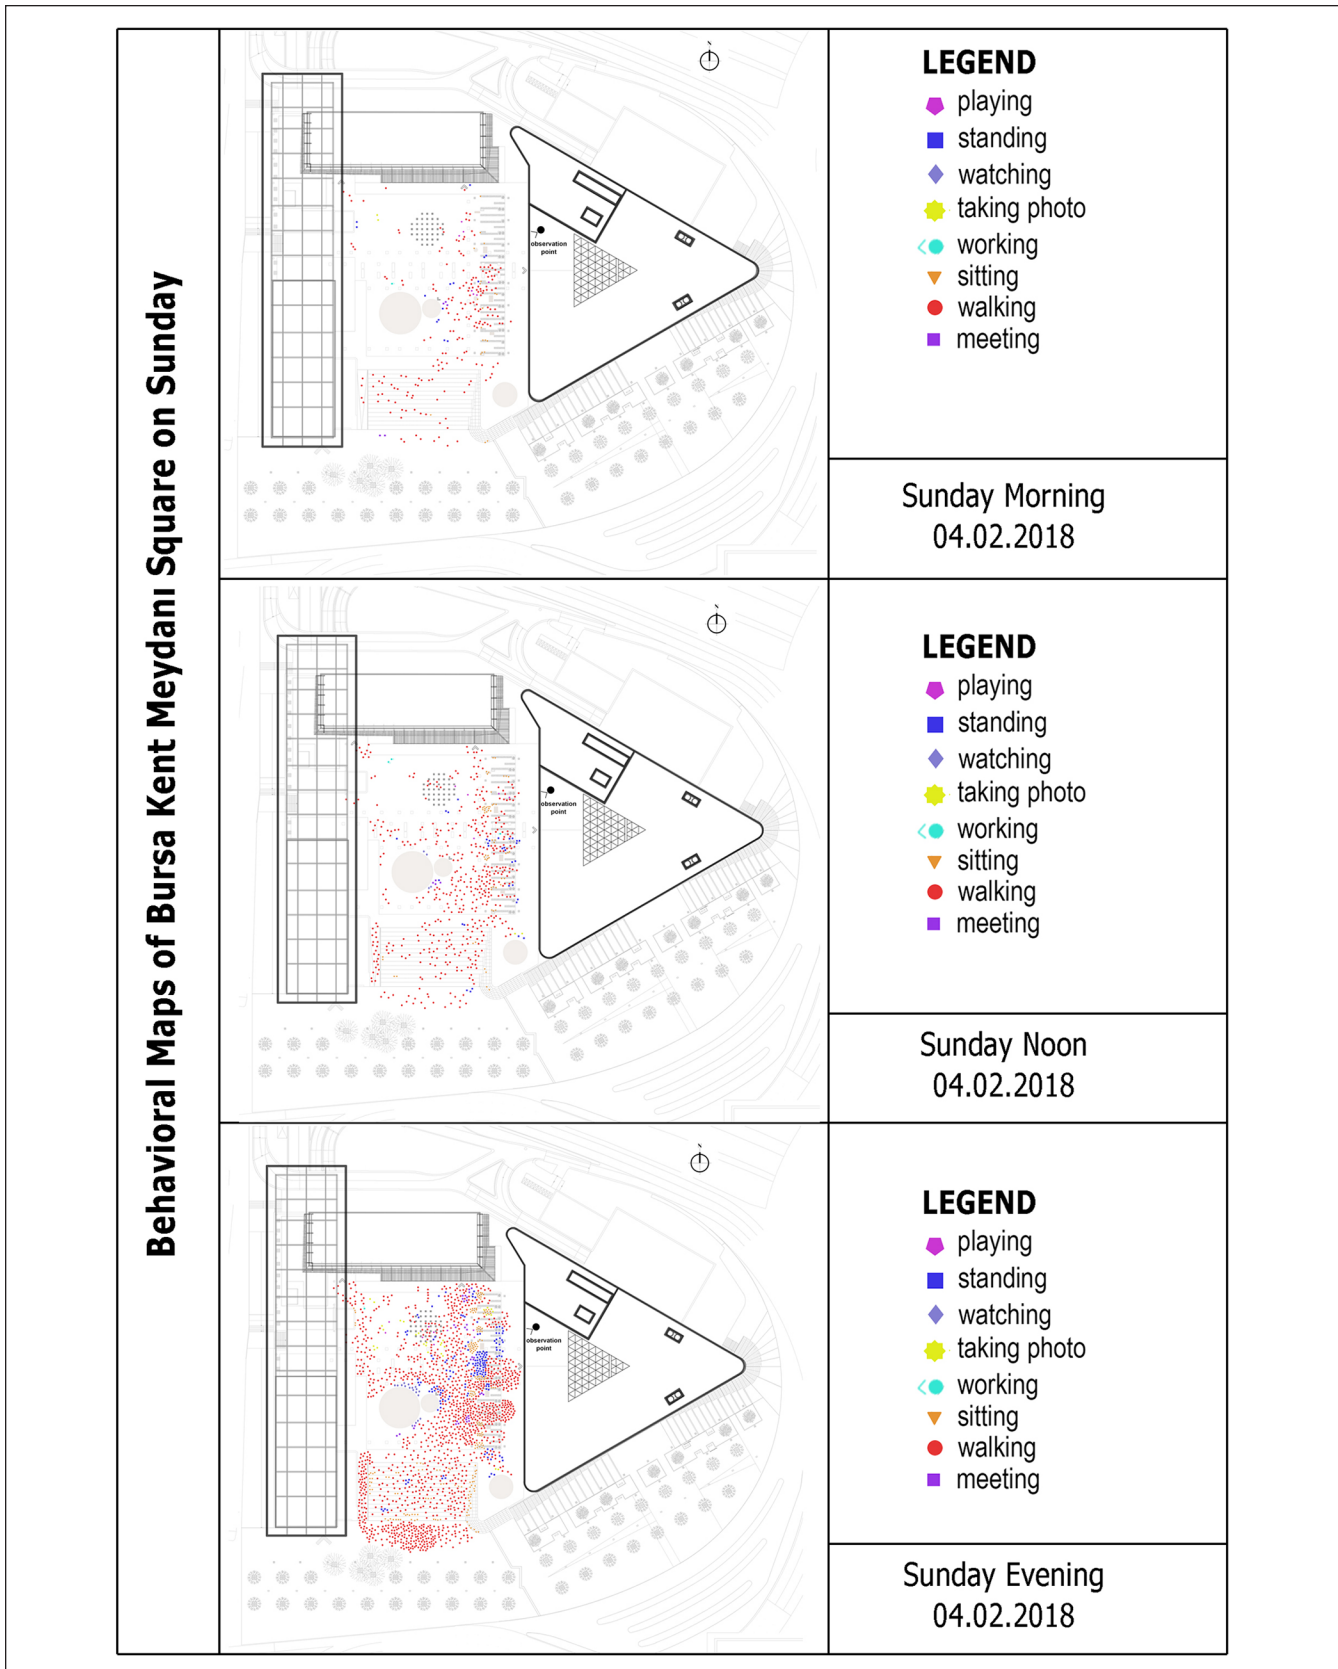 Behavioral Maps of Bursa Kent Meydanı Square on Sunday
N
observation
point
LEGEND
playing
standing
watching
taking photo
working
sitting
walking
meeting
Sunday Morning
04.02.2018
N
observation
point
LEGEND
playing
standing
watching
taking photo
working
sitting
walking
meeting
Sunday Noon
04.02.2018
N
observation
point
LEGEND
playing
standing
watching
taking photo
working
sitting
walking
meeting
Sunday Evening
04.02.2018